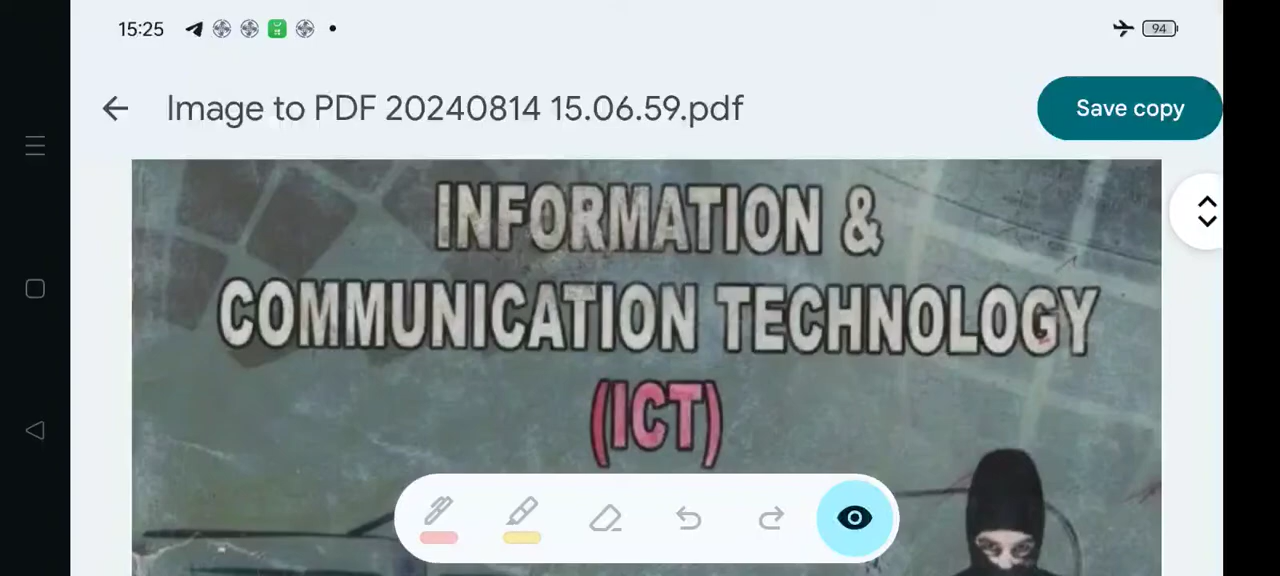 15:25
94
Image to PDF 20240814 15.06.59.pdf
Save copy
INFORMATION &
COMMUNICATION TECHNOLOGY
(ICT)